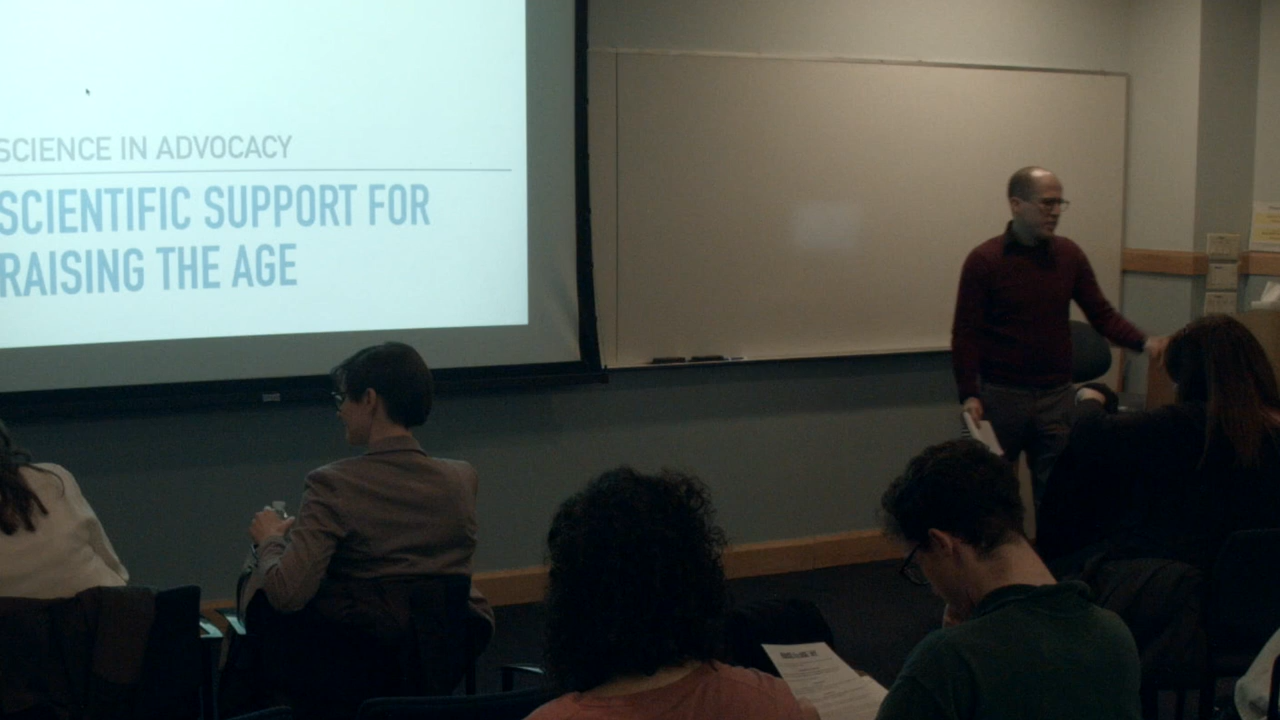 SCIENCE IN ADVOCACY
SCIENTIFIC SUPPORT FOR
RAISING THE AGE